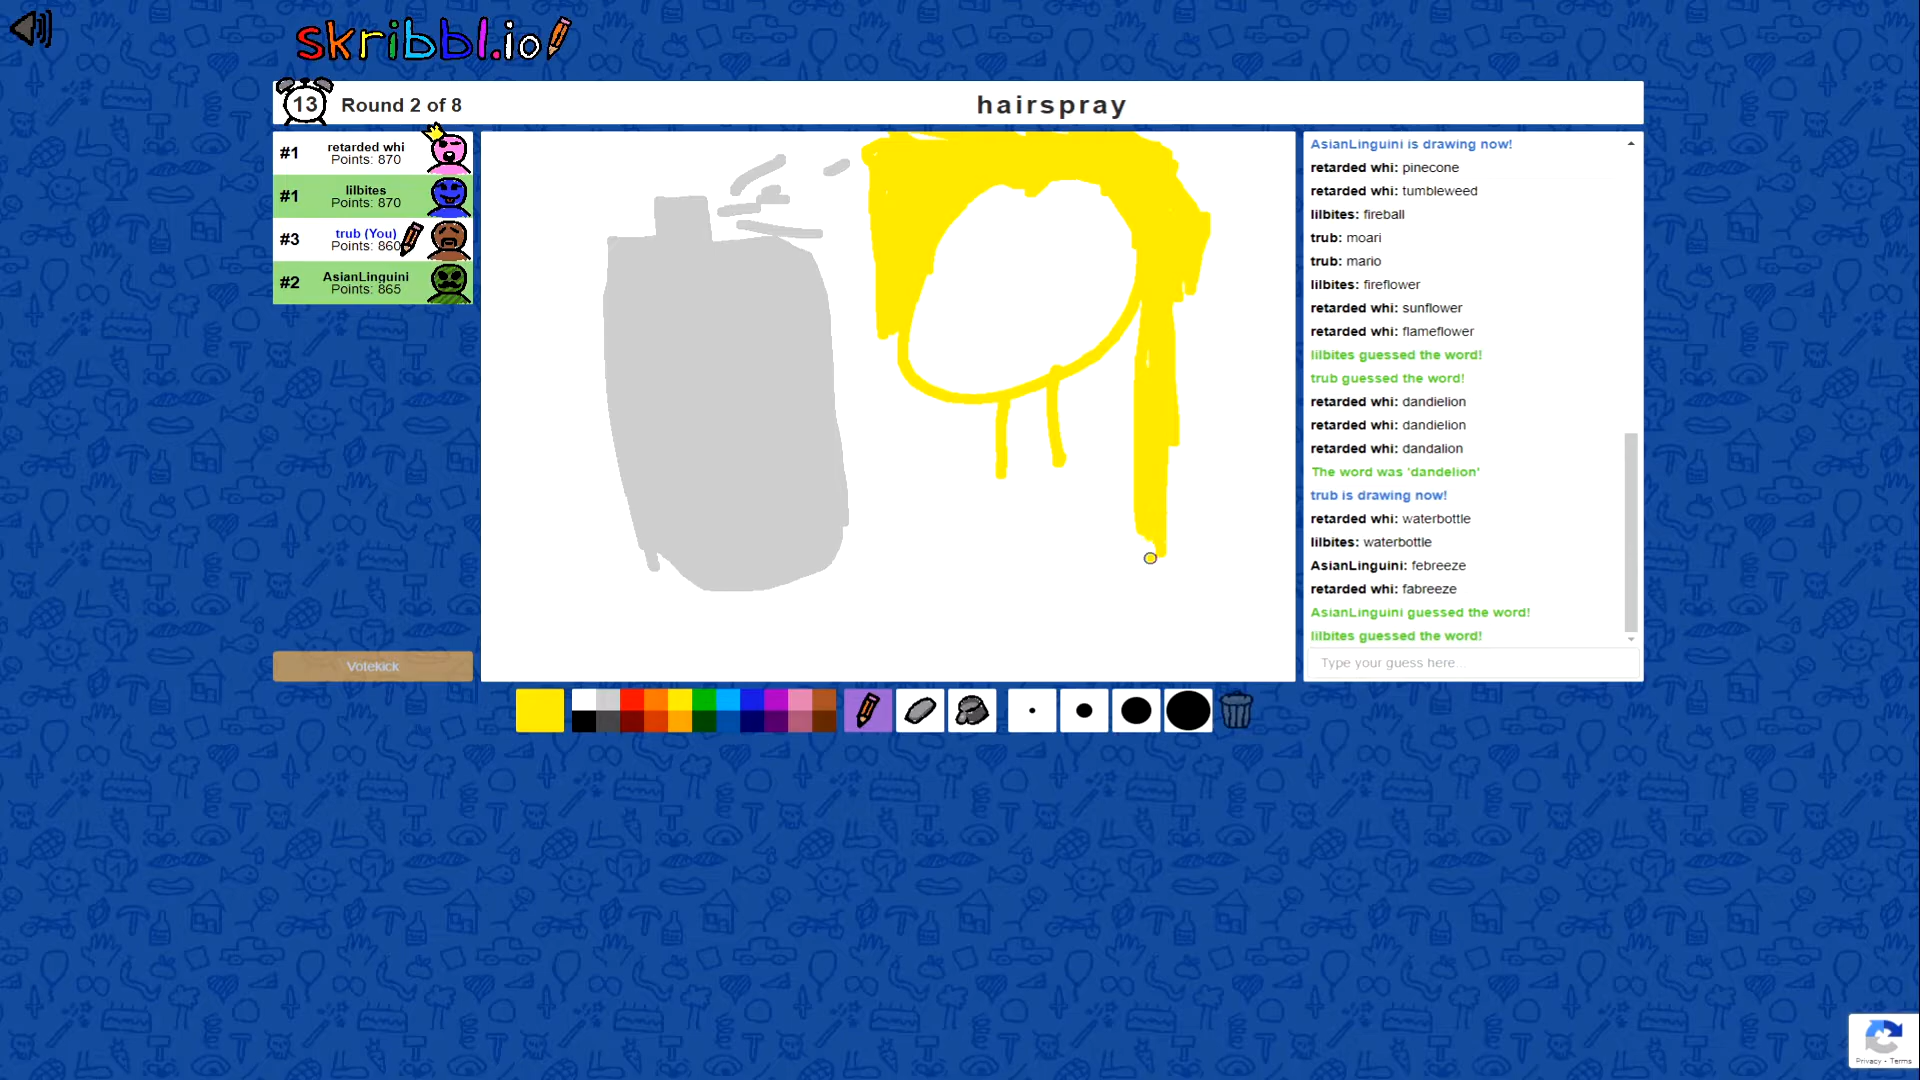 skribbl.io
13
Round 2 of 8
hairspray
#1
retarded whi
Points: 870
#1
lilbites
Points: 870
#3
trub (You)
Points: 860
#2
AsianLinguini
Points: 865
Votekick
AsianLinguini is drawing now!
retarded whi: pinecone
retarded whi: tumbleweed
lilbites: fireball
trub: moari
trub: mario
lilbites: fireflower
retarded whi: sunflower
retarded whi: flameflower
lilbites guessed the word!
trub guessed the word!
retarded whi: dandielion
retarded whi: dandielion
retarded whi: dandalion
The word was 'dandelion'
trub is drawing now!
retarded whi: waterbottle
lilbites: waterbottle
AsianLinguini: febreeze
retarded whi: fabreeze
AsianLinguini guessed the word!
lilbites guessed the word!
Type your guess here...
Privacy - Terms